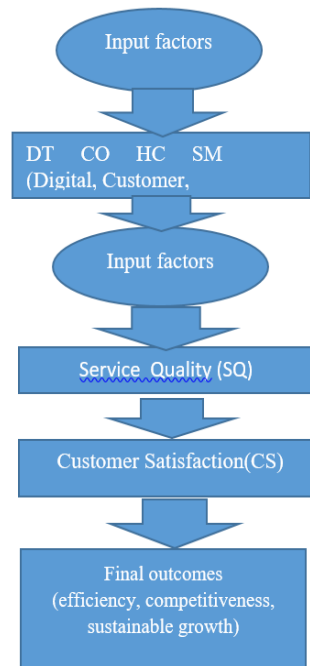 Input factors
DT CO HC SM
(Digital, Customer,
Input factors
Service Quality (SQ)
Customer Satisfaction(CS)
Final outcomes
(efficiency, competitiveness,
sustainable growth)